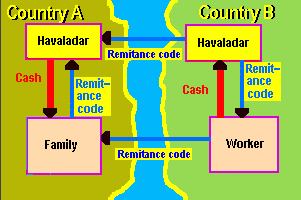 Country A
Country B
Havaladar
Havaladar
Remitance code
Cash
Remit-
ance
code
Cash
Remit-
ance
code
Family
Worker
Remitance code